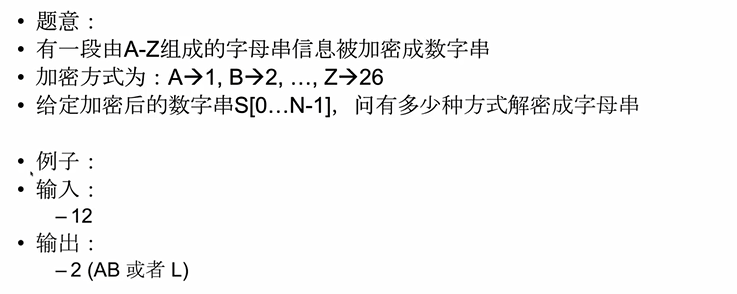 • 题意：
• 有一段由A-Z组成的字母串信息被加密成数字串
• 加密方式为：A→1, B→2, …, Z→26
• 给定加密后的数字串S[0…N-1]，问有多少种方式解密成字母串
• 例子：
• 输入：
– 12
• 输出：
– 2 (AB 或者 L)